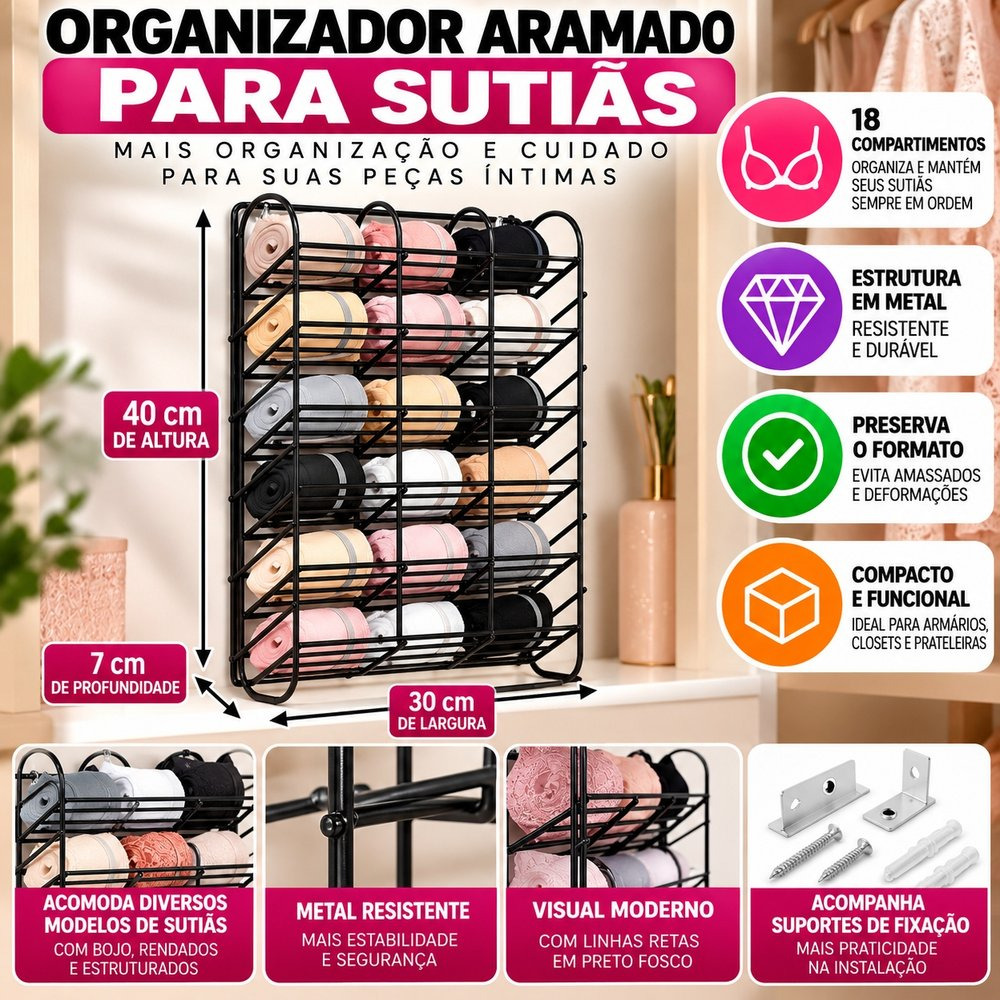 ORGANIZADOR ARAMADO
PARA SUTIÃS
MAIS ORGANIZAÇÃO E CUIDADO
PARA SUAS PEÇAS ÍNTIMAS
18
COMPARTIMENTOS
ORGANIZA E MANTÉM
SEUS SUTIÃS
SEMPRE EM ORDEM
ESTRUTURA
EM METAL
RESISTENTE
E DURÁVEL
PRESERVA
O FORMATO
EVITA AMASSADOS
E DEFORMAÇÕES
COMPACTO
E FUNCIONAL
IDEAL PARA ARMÁRIOS,
CLOSETS E PRATELEIRAS
40 cm
DE ALTURA
7 cm
DE PROFUNDIDADE
30 cm
DE LARGURA
ACOMODA DIVERSOS
MODELOS DE SUTIÃS
COM BOJO, RENDADOS
E ESTRUTURADOS
METAL RESISTENTE
MAIS ESTABILIDADE
E SEGURANÇA
VISUAL MODERNO
COM LINHAS RETAS
EM PRETO FOSCO
ACOMPANHA
SUPORTES DE FIXAÇÃO
MAIS PRATICIDADE
NA INSTALAÇÃO